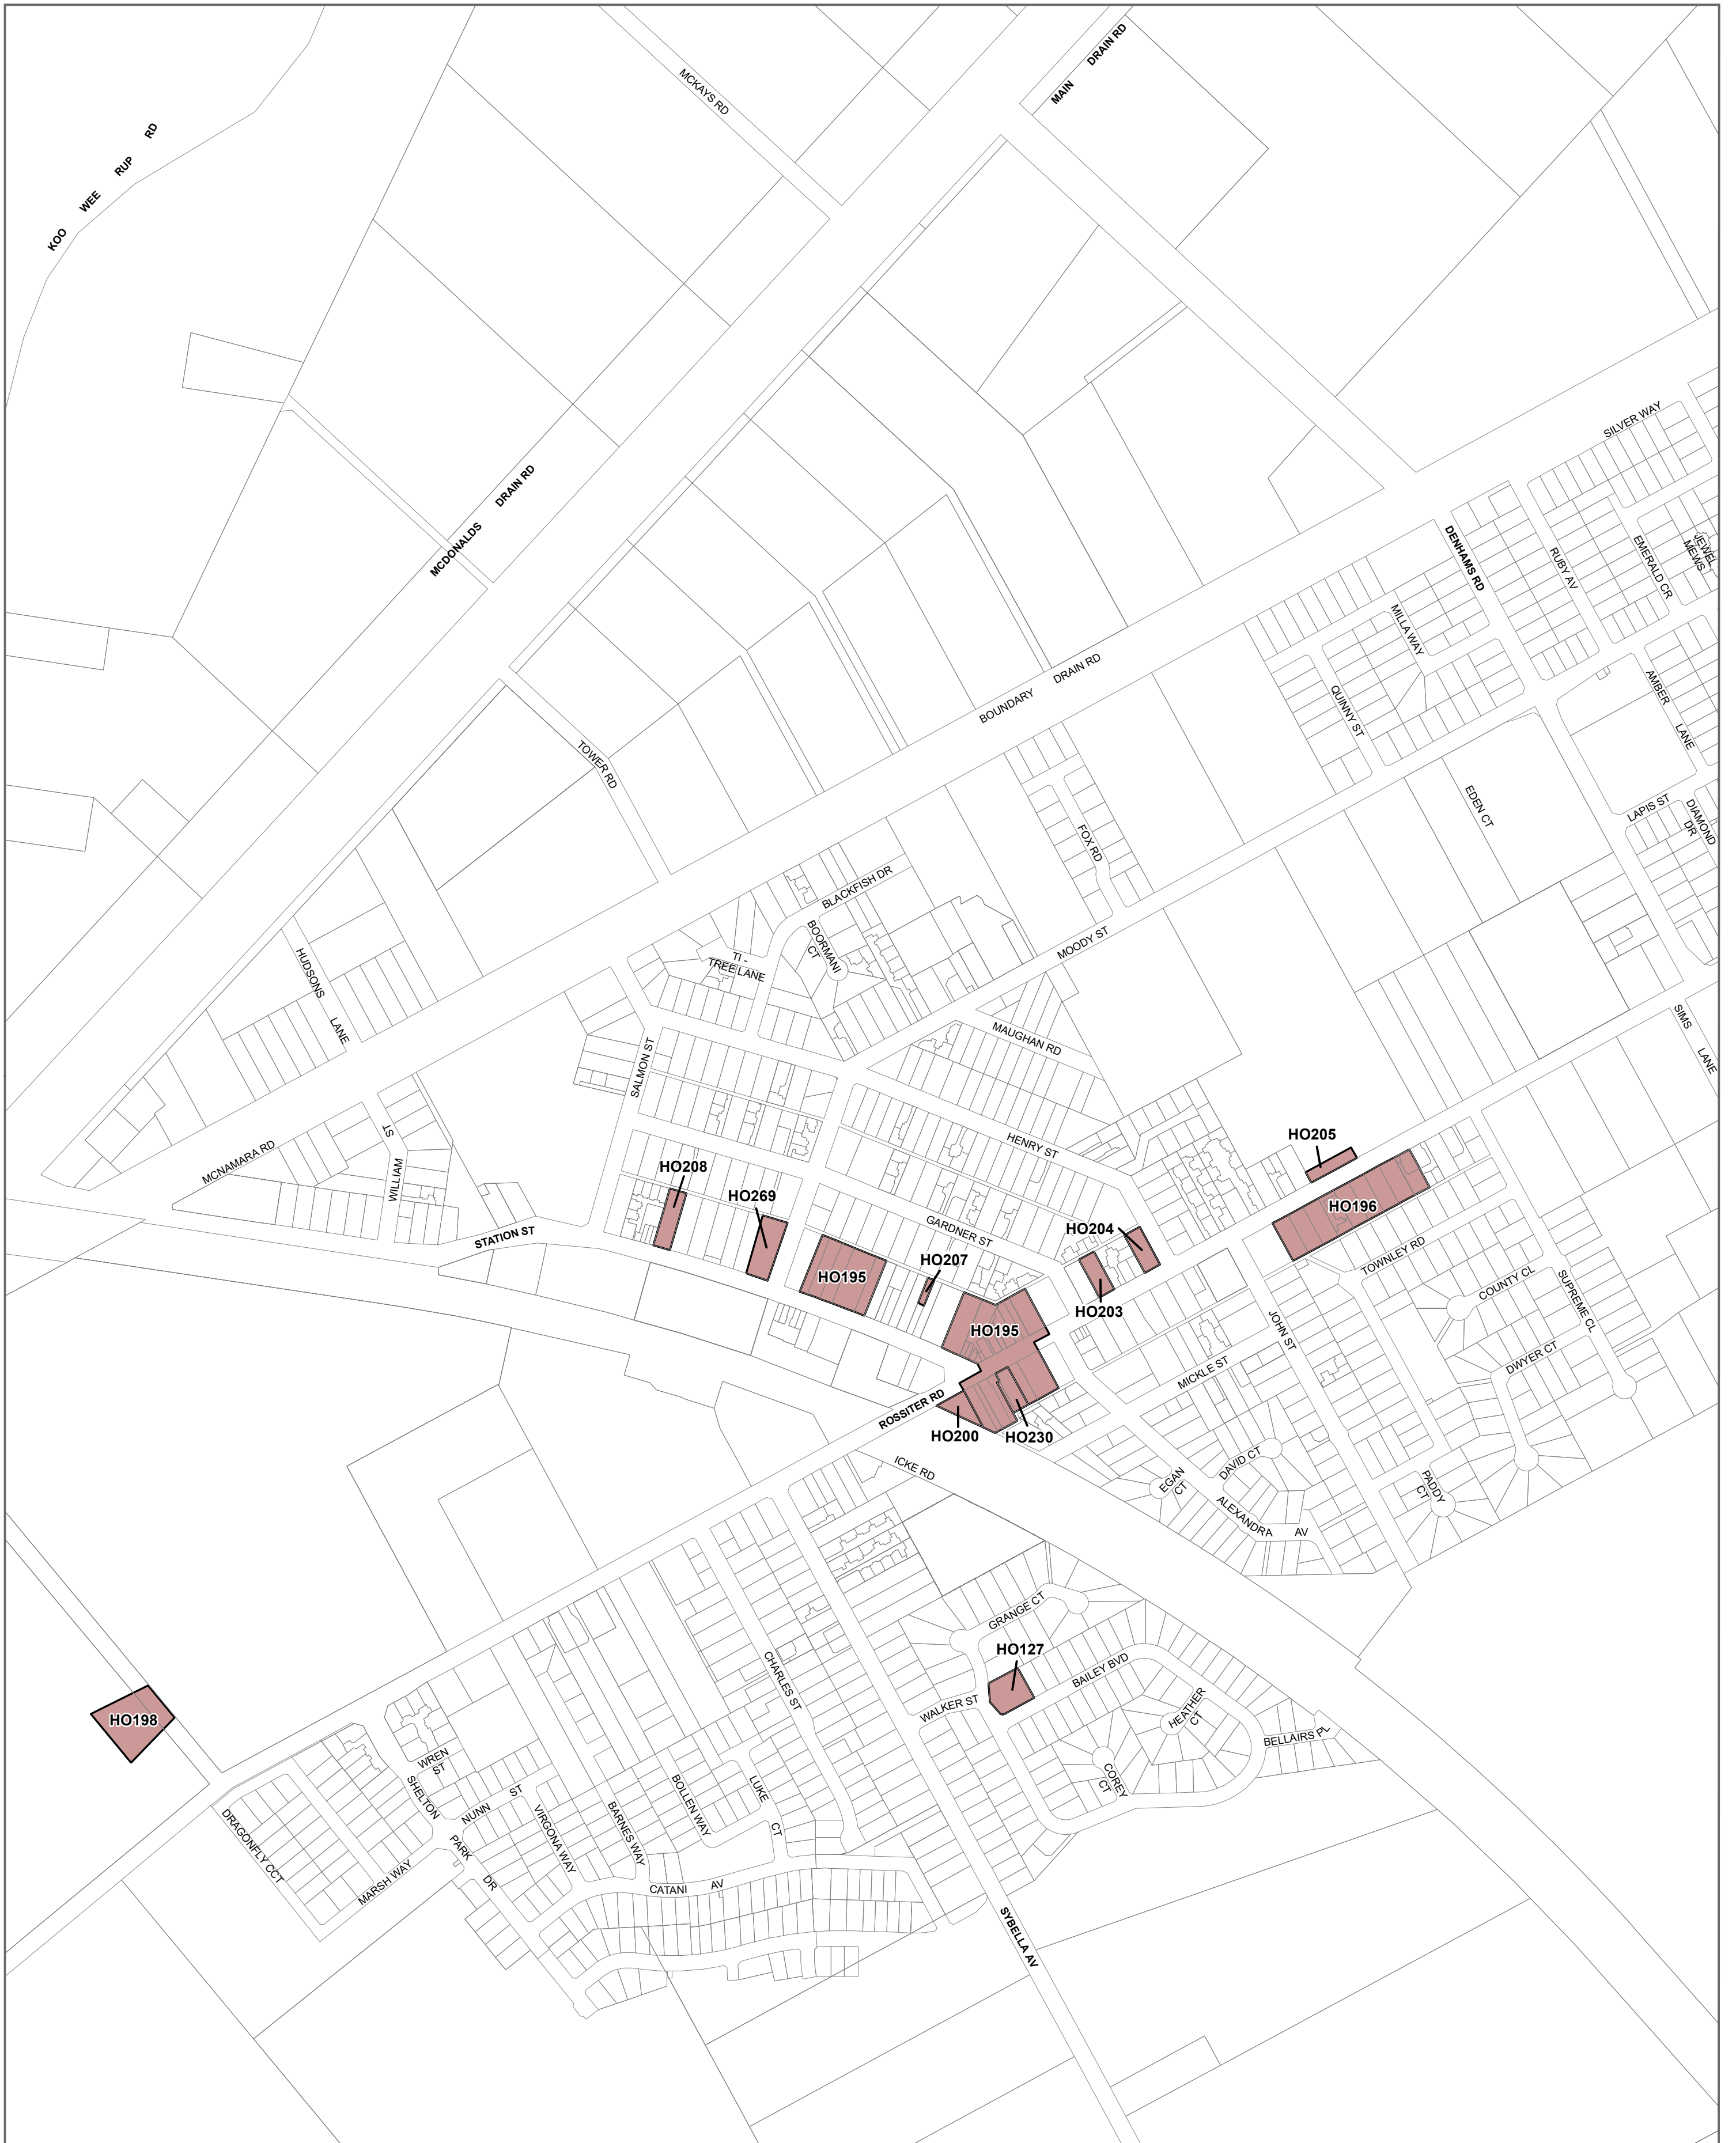 MCKAYS RD
MAIN DRAIN RD
KOO WEE RUP RD
SILVER WAY
MCDONALDS DRAIN RD
DENHAMS RD
RUBY AV
EMERALD CR
JEWEL
MEWS
MILLA WAY
BOUNDARY DRAIN RD
QUINNY ST
AMBER LANE
TOWER RD
EDEN CT
LAPIS ST
DIAMOND
DR
FOX RD
BLACKFISH DR
BOORMANI
CT
MOODY ST
TI -
TREE LANE
HUDSONS LANE
SIMS LANE
MAUGHAN RD
SALMON ST
MCNAMARA RD
WILLIAM ST
HENRY ST
HO205
HO208
HO269
HO196
GARDNER ST
HO204
STATION ST
TOWNLEY RD
HO207
HO195
COUNTY CL
SUPREME CL
HO203
JOHN ST
HO195
DWYER CT
MICKLE ST
ROSSITER RD
HO200
HO230
ICKE RD
DAVID CT
EGAN
CT
PADDY
CT
ALEXANDRA AV
GRANGE CT
HO127
CHARLES ST
BAILEY BVD
WALKER ST
HEATHER
CT
HO198
BELLAIRS PL
WREN
ST
COREY
CT
SHELTON
NUNN ST
LUKE CT
BOLLEN WAY
BARNES WAY
VIRGONA WAY
DRAGONFLY CCT
PARK DR
MARSH WAY
CATANI AV
SYBELLA AV